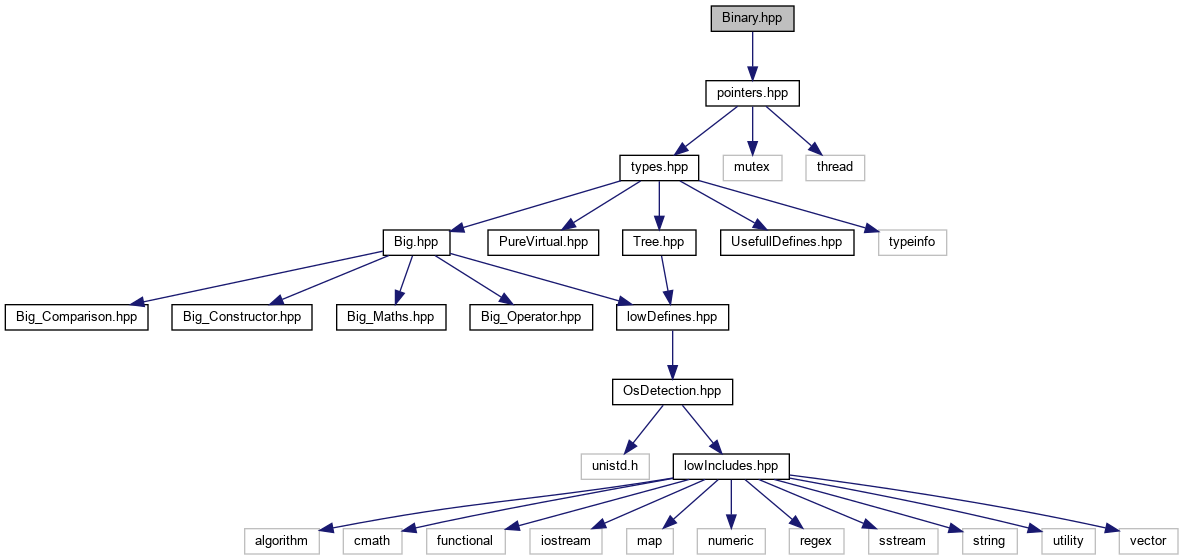 Binary.hpp
pointers.hpp
types.hpp
mutex
thread
Big.hpp
PureVirtual.hpp
Tree.hpp
UsefullDefines.hpp
typeinfo
Big_Comparison.hpp
Big_Constructor.hpp
Big_Maths.hpp
Big_Operator.hpp
lowDefines.hpp
OsDetection.hpp
unistd.h
lowIncludes.hpp
algorithm
cmath
functional
iostream
map
numeric
regex
sstream
string
utility
vector